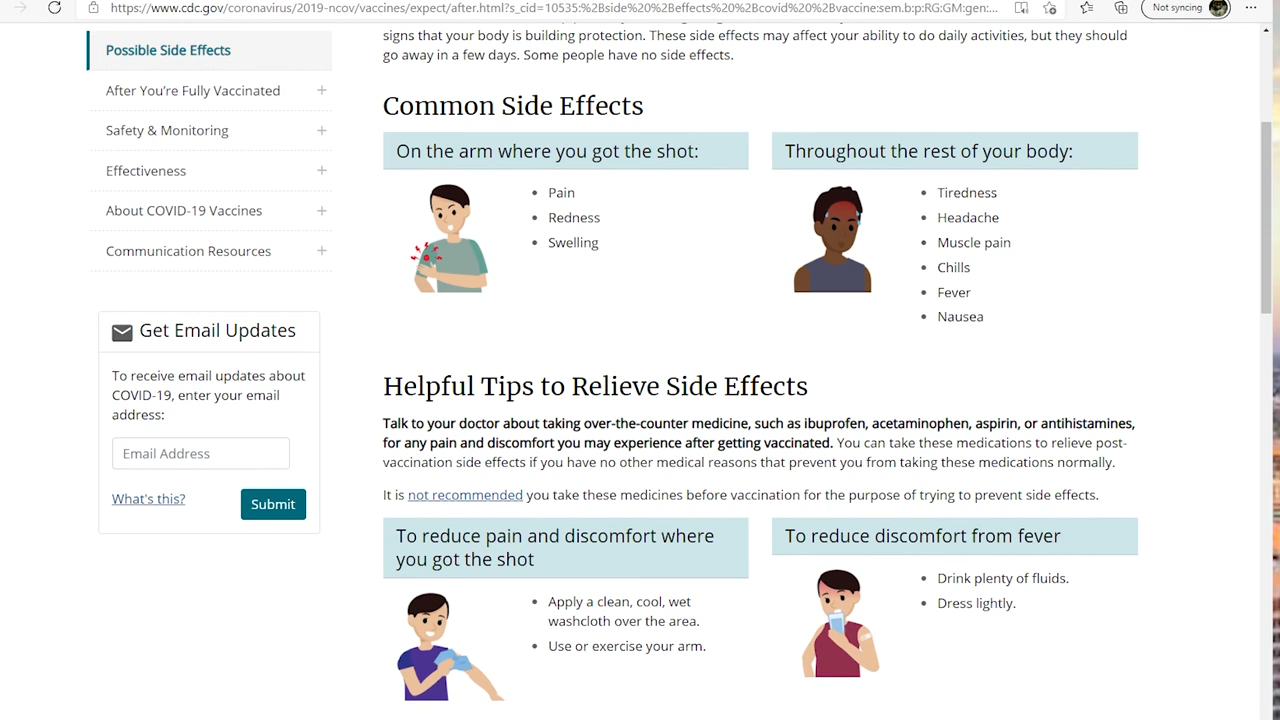 https://www.cdc.gov/coronavirus/2019-ncov/vaccines/expect/after.html?s_cid=10535:%2Bside%20%2Beffects%20%2Bcovid%20%2Bvaccine:sem.b:p:RG:GM:gen:...
Not syncing
signs that your body is building protection. These side effects may affect your ability to do daily activities, but they should
go away in a few days. Some people have no side effects.
Possible Side Effects
After You're Fully Vaccinated
Safety & Monitoring
Effectiveness
About COVID-19 Vaccines
Communication Resources
Get Email Updates
To receive email updates about
COVID-19, enter your email
address:
Email Address
What's this?
Submit
Common Side Effects
On the arm where you got the shot:
Pain
Redness
Swelling
Throughout the rest of your body:
Tiredness
Headache
Muscle pain
Chills
Fever
Nausea
Helpful Tips to Relieve Side Effects
Talk to your doctor about taking over-the-counter medicine, such as ibuprofen, acetaminophen, aspirin, or antihistamines,
for any pain and discomfort you may experience after getting vaccinated. You can take these medications to relieve post-
vaccination side effects if you have no other medical reasons that prevent you from taking these medications normally.
It is not recommended you take these medicines before vaccination for the purpose of trying to prevent side effects.
To reduce pain and discomfort where
you got the shot
Apply a clean, cool, wet
washcloth over the area.
Use or exercise your arm.
To reduce discomfort from fever
Drink plenty of fluids.
Dress lightly.